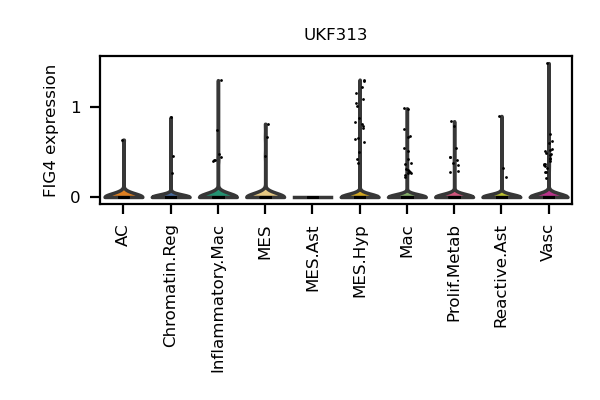 UKF313
FIG4 expression
1
0
AC
Chromatin.Reg
Inflammatory.Mac
MES
MES.Ast
MES.Hyp
Mac
Prolif.Metab
Reactive.Ast
Vasc